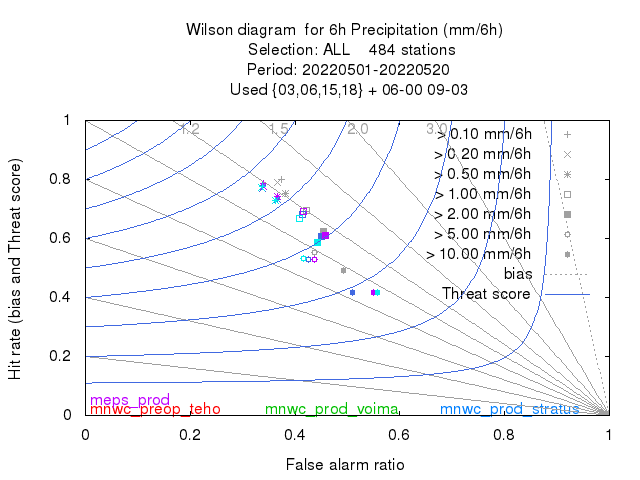 Wilson diagram for 6h Precipitation (mm/6h)
Selection: ALL 484 stations
Period: 20220501-20220520
Used {03,06,15,18} + 06-00 09-03
1.2 1.5 2.0 3.0
> 0.10 mm/6h
> 0.20 mm/6h
> 0.50 mm/6h
> 1.00 mm/6h
> 2.00 mm/6h
> 5.00 mm/6h
> 10.00 mm/6h
bias
Threat score
Hit rate (bias and Threat score)
1
0.8
0.6
0.4
0.2
0
meps_prod
mnwc_preop_teho mnwc_prod_voima mnwc_prod_stratus
0 0.2 0.4 0.6 0.8 1
False alarm ratio